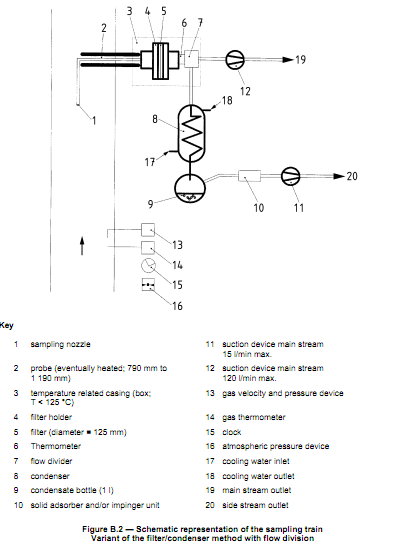 3
4
5
2
6
7
19
12
1
18
8
17
20
9
10
11
13
14
15
16
Key
1 sampling nozzle
2 probe (eventually heated; 790 mm to
1 190 mm)
3 temperature related casing (box;
T < 125 °C)
4 filter holder
5 filter (diameter = 125 mm)
6 Thermometer
7 flow divider
8 condenser
9 condensate bottle (1 l)
10 solid adsorber and/or impinger unit
11 suction device main stream
15 l/min max.
12 suction device main stream
120 l/min max.
13 gas velocity and pressure device
14 gas thermometer
15 clock
16 atmospheric pressure device
17 cooling water inlet
18 cooling water outlet
19 main stream outlet
20 side stream outlet
Figure B.2 — Schematic representation of the sampling train
Variant of the filter/condenser method with flow division